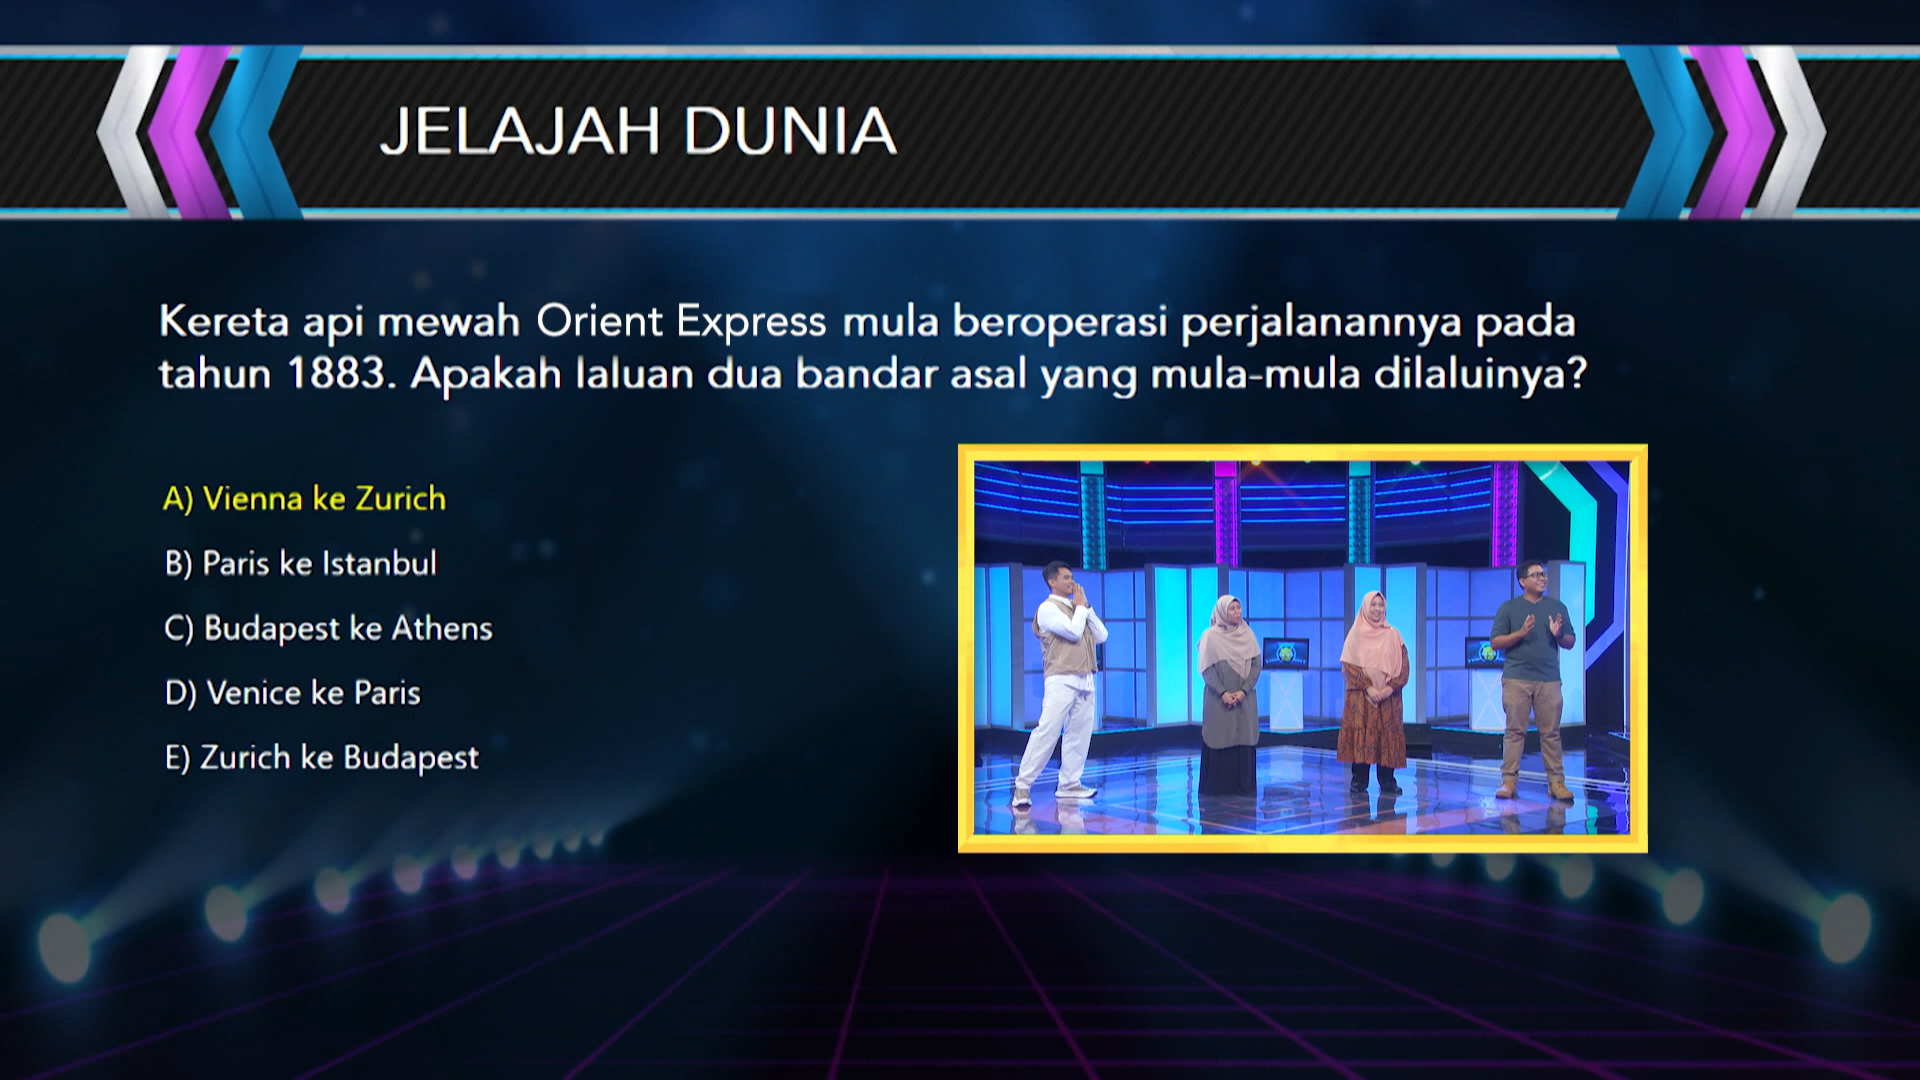 JELAJAH DUNIA
Kereta api mewah Orient Express mula beroperasi perjalanannya pada
tahun 1883. Apakah laluan dua bandar asal yang mula-mula dilaluinya?
A) Vienna ke Zurich
B) Paris ke Istanbul
C) Budapest ke Athens
D) Venice ke Paris
E) Zurich ke Budapest